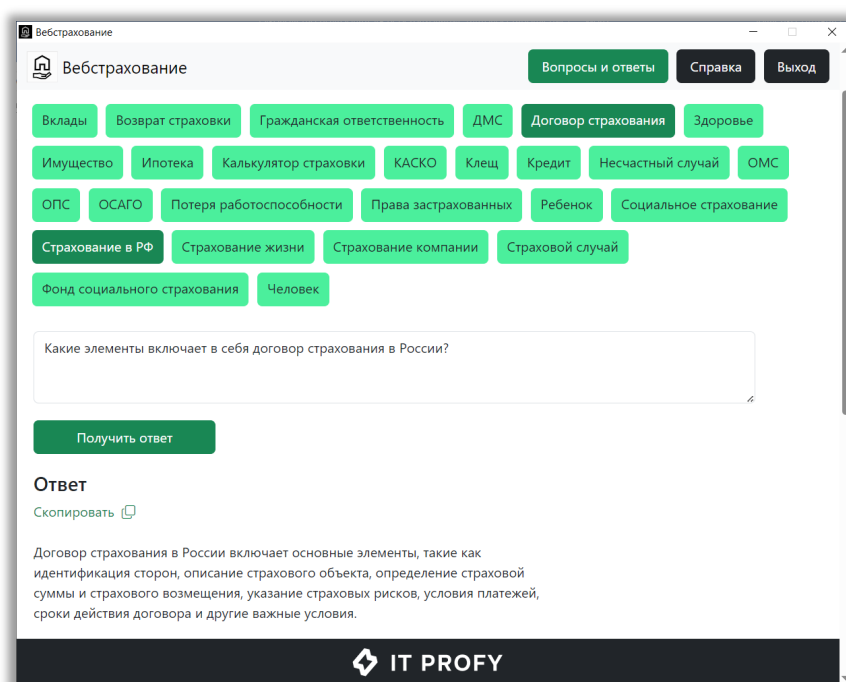 Вебстрахование
Вебстрахование Вопросы и ответы Справка Выход
Вклады Возврат страховки Гражданская ответственность ДМС Договор страхования Здоровье
Имущество Ипотека Калькулятор страховки КАСКО Клещ Кредит Несчастный случай ОМС
ОПС ОСАГО Потеря работоспособности Права застрахованных Ребенок Социальное страхование
Страхование в РФ Страхование жизни Страхование компании Страховой случай
Фонд социального страхования Человек
Какие элементы включает в себя договор страхования в России?
Получить ответ
Ответ
Скопировать
Договор страхования в России включает основные элементы, такие как
идентификация сторон, описание страхового объекта, определение страховой
суммы и страхового возмещения, указание страховых рисков, условия платежей,
сроки действия договора и другие важные условия.
IT PROFY